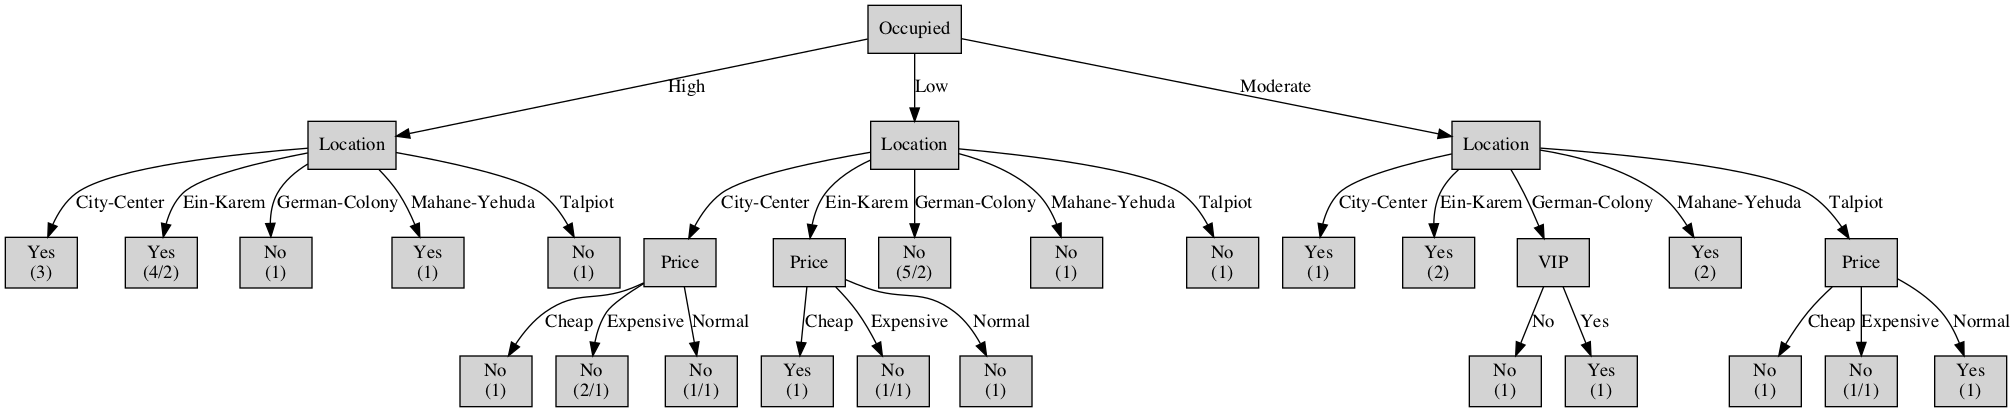 Occupied
High
Low
Moderate
Location
Location
Location
City-Center
Ein-Karem
German-Colony
Mahane-Yehuda
Talpiot
City-Center
Ein-Karem
German-Colony
Mahane-Yehuda
Talpiot
City-Center
Ein-Karem
German-Colony
Mahane-Yehuda
Talpiot
Yes
(3)
Yes
(4/2)
No
(1)
Yes
(1)
No
(1)
Price
Price
No
(5/2)
No
(1)
No
(1)
Yes
(1)
Yes
(2)
VIP
Yes
(2)
Price
Cheap
Expensive
Normal
Cheap
Expensive
Normal
No
Yes
Cheap
Expensive
Normal
No
(1)
No
(2/1)
No
(1/1)
Yes
(1)
No
(1/1)
No
(1)
No
(1)
Yes
(1)
No
(1)
No
(1/1)
Yes
(1)